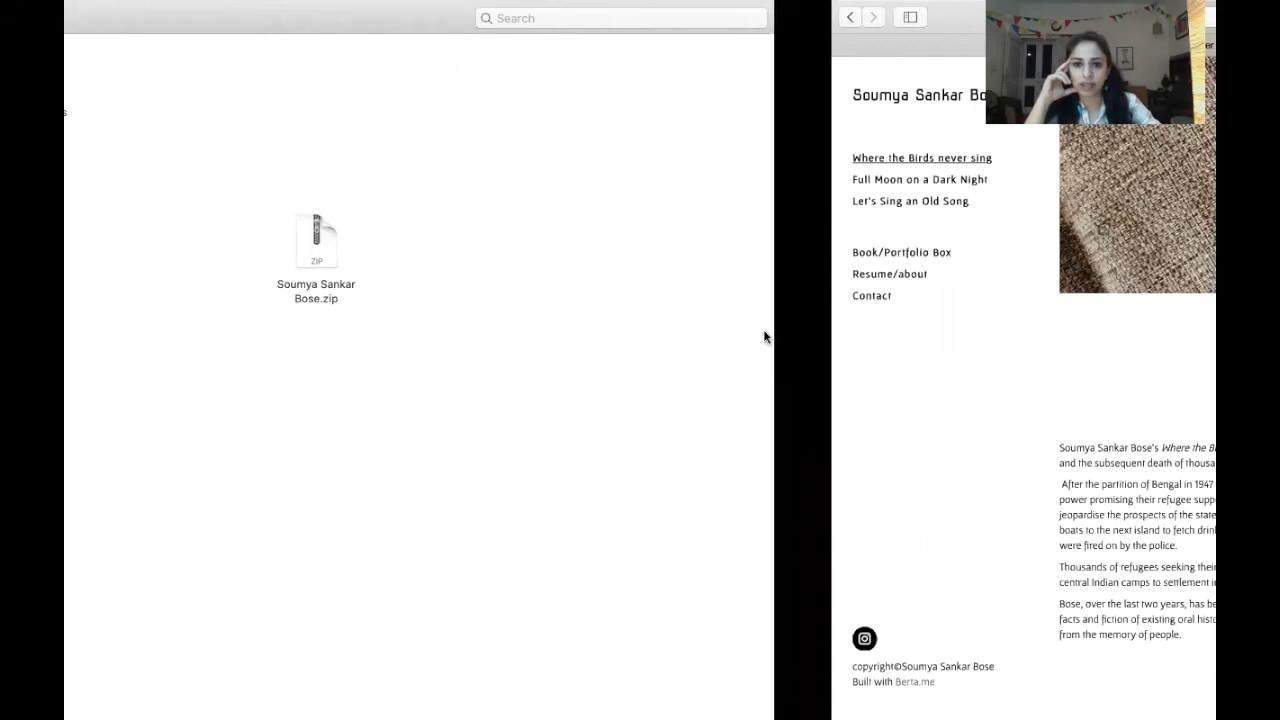 Search
s
ZIP
Soumya Sankar
Bose.zip
er
Soumya Sankar Bo
Where the Birds never sing
Full Moon on a Dark Night
Let's Sing an Old Song
Book/Portfolio Box
Resume/about
Contact
Soumya Sankar Bose's Where the Bi
and the subsequent death of thousa
After the partition of Bengal in 1947
power promising their refugee supp
jeopardise the prospects of the state
boats to the next island to fetch drin
were fired on by the police.
Thousands of refugees seeking their
central Indian camps to settlement i
Bose, over the last two years, has be
facts and fiction of existing oral histo
from the memory of people.
copyright©Soumya Sankar Bose
Built with Berta.me